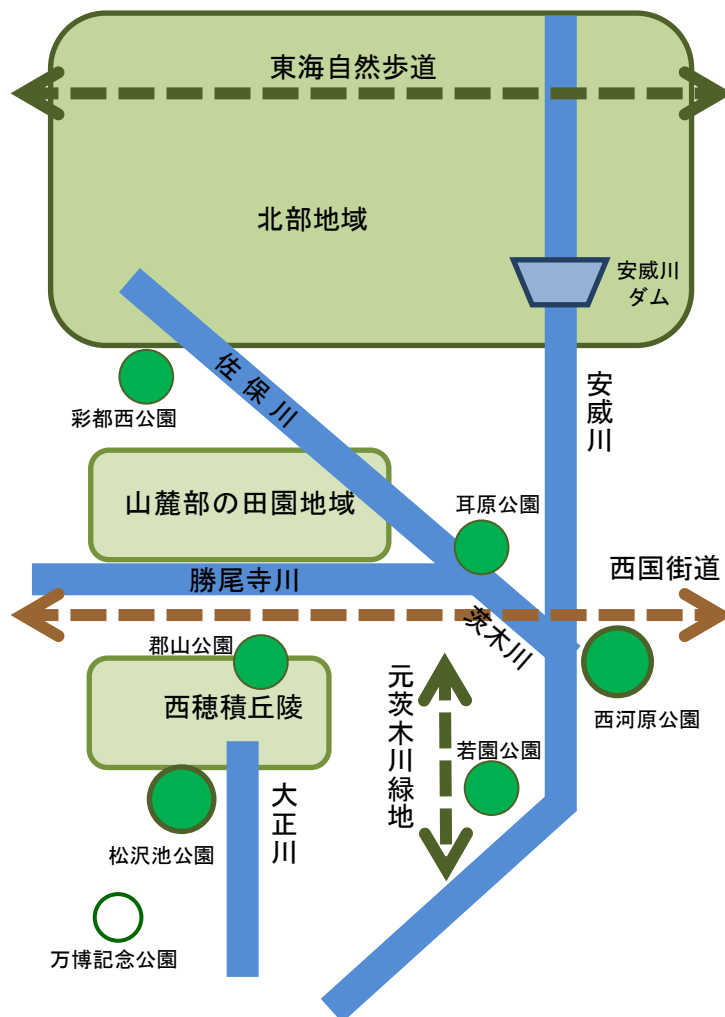 東海自然歩道
北部地域
安威川
ダム
佐保川
安威川
彩都西公園
山麓部の田園地域
耳原公園
西国街道
勝尾寺川
茨木川
郡山公園
西穂積丘陵
元茨木川緑地
西河原公園
若園公園
大正川
松沢池公園
万博記念公園